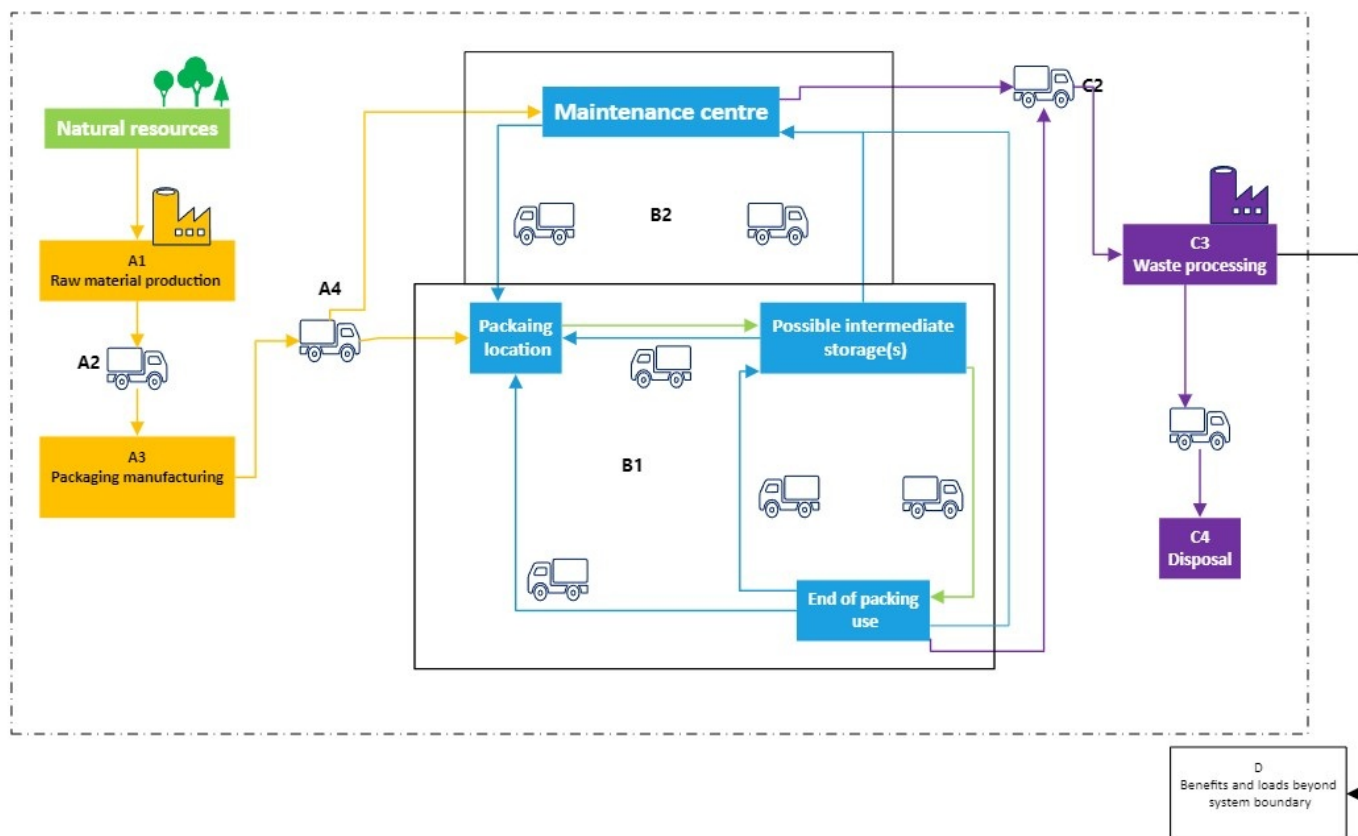 Natural resources
A1
Raw material production
A2
A3
Packaging manufacturing
A4
Maintenance centre
B2
Packaing
location
Possible intermediate
storage(s)
B1
End of packing
use
C2
C3
Waste processing
C4
Disposal
D
Benefits and loads beyond
system boundary